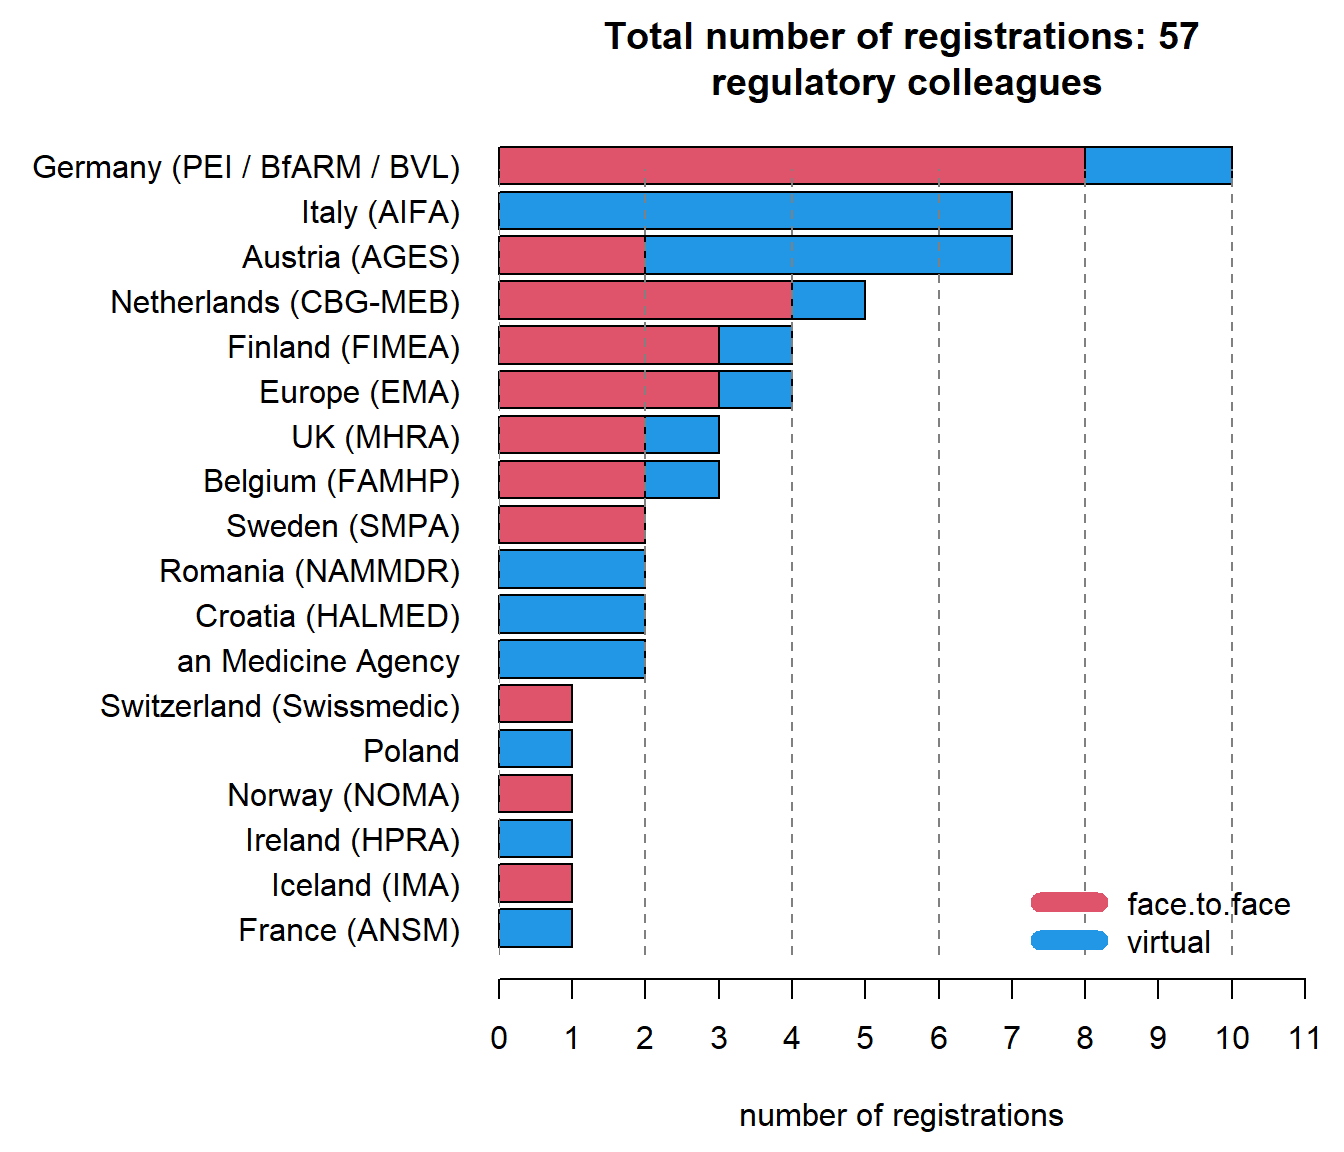 Total number of registrations: 57
regulatory colleagues
Germany (PEI / BfARM / BVL)
Italy (AIFA)
Austria (AGES)
Netherlands (CBG-MEB)
Finland (FIMEA)
Europe (EMA)
UK (MHRA)
Belgium (FAMHP)
Sweden (SMPA)
Romania (NAMMDR)
Croatia (HALMED)
an Medicine Agency
Switzerland (Swissmedic)
Poland
Norway (NOMA)
Ireland (HPRA)
Iceland (IMA)
France (ANSM)
face.to.face
virtual
0 1 2 3 4 5 6 7 8 9 10 11
number of registrations